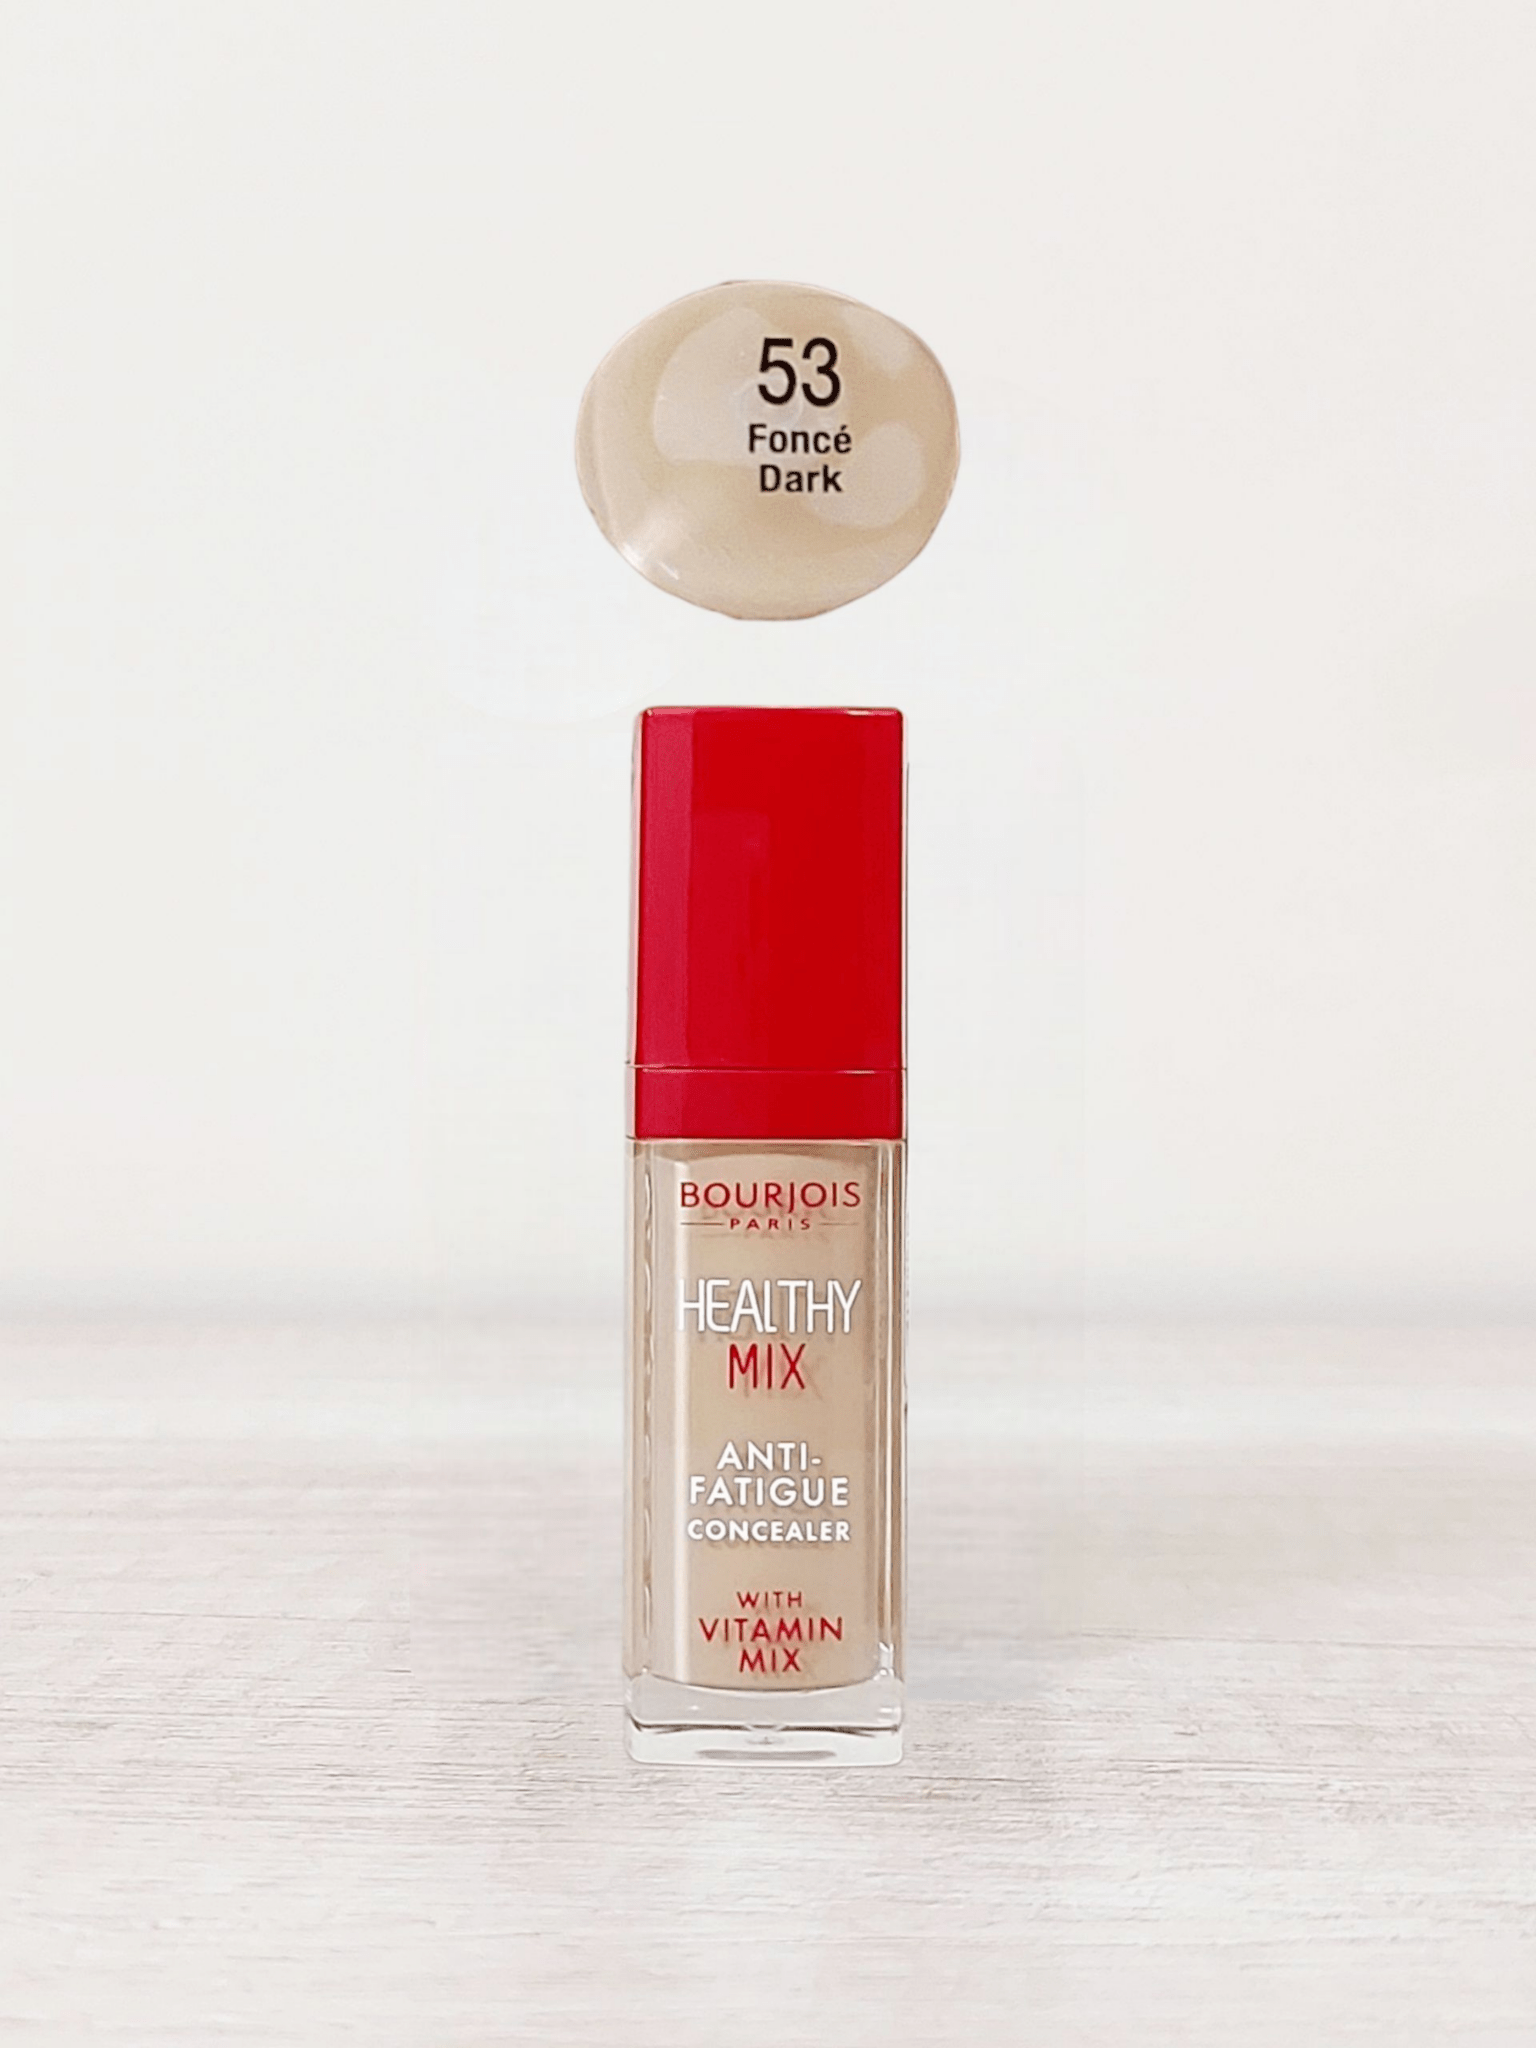 53
Foncé
Dark
BOURJOIS
PARIS
HEALTHY
MIX
ANTI-
FATIGUE
CONCEALER
WITH
VITAMIN
MIX